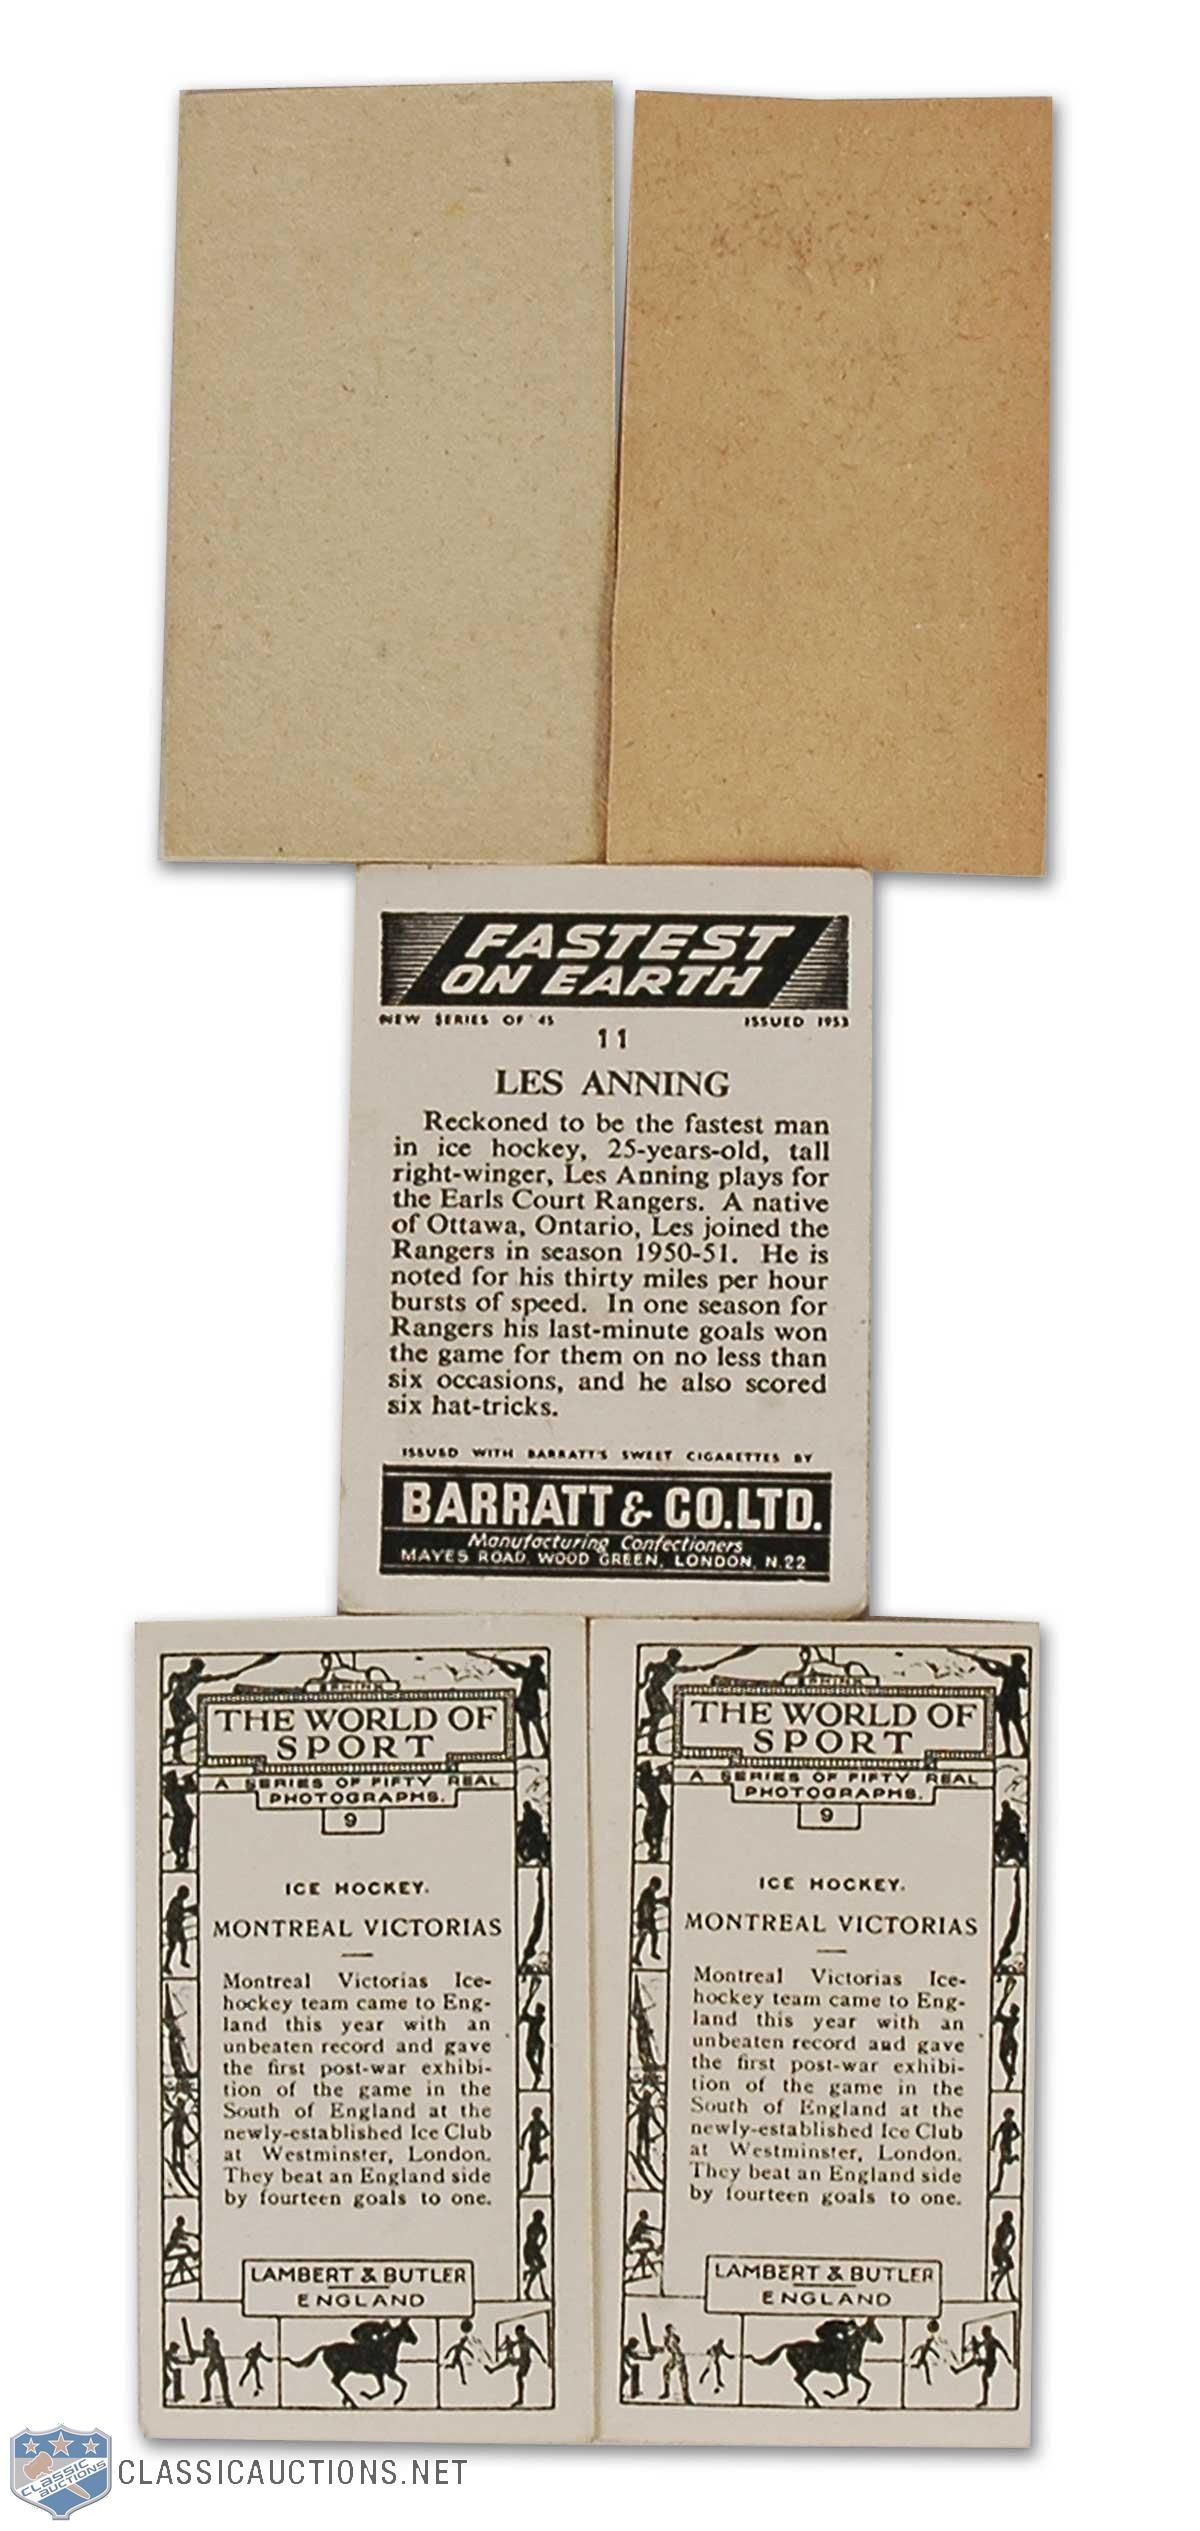 FASTEST
ON EARTH
NEW SERIES OF 45 ISSUED 1953
11
LES ANNING
Reckoned to be the fastest man
in ice hockey, 25-years-old, tall
right-winger, Les Anning plays for
the Earls Court Rangers. A native
of Ottawa, Ontario, Les joined the
Rangers in season 1950-51. He is
noted for his thirty miles per hour
bursts of speed. In one season for
Rangers his last-minute goals won
the game for them on no less than
six occasions, and he also scored
six hat-tricks.
ISSUED WITH BARRATT'S SWEET CIGARETTES BY
BARRATT & CO. LTD.
Manufacturing Confectioners
MAYES ROAD, WOOD GREEN, LONDON, N.22
THE WORLD OF
SPORT
A SERIES OF FIFTY REAL
PHOTOGRAPHS.
9
ICE HOCKEY.
MONTREAL VICTORIAS
Montreal Victorias Ice-
hockey team came to Eng-
land this year with an
unbeaten record and gave
the first post-war exhibi-
tion of the game in the
South of England at the
newly-established Ice Club
at Westminster, London.
They beat an England side
by fourteen goals to one.
LAMBERT & BUTLER
ENGLAND
THE WORLD OF
SPORT
A SERIES OF FIFTY REAL
PHOTOGRAPHS.
9
ICE HOCKEY.
MONTREAL VICTORIAS
Montreal Victorias Ice-
hockey team came to Eng-
land this year with an
unbeaten record and gave
the first post-war exhibi-
tion of the game in the
South of England at the
newly-established Ice Club
at Westminster, London.
They beat an England side
by fourteen goals to one.
LAMBERT & BUTLER
ENGLAND
CLASSIC
AUCTIONS
CLASSICAUCTIONS.NET